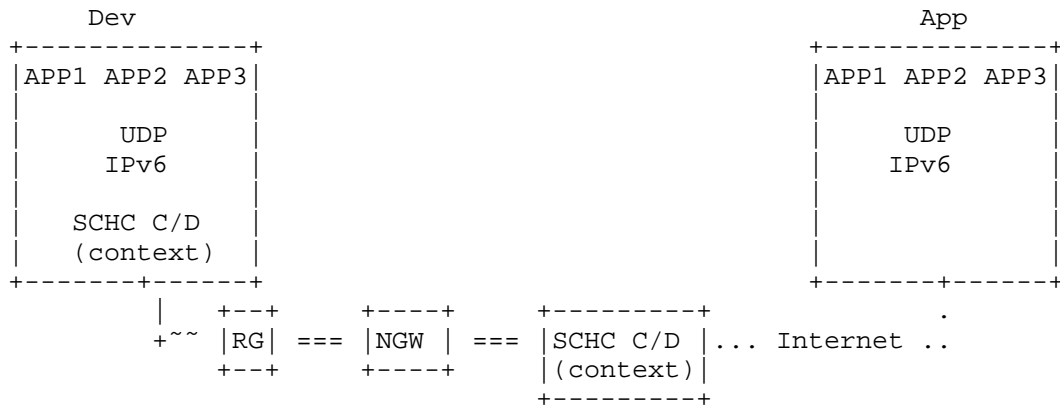 Dev App
APP1 APP2 APP3 APP1 APP2 APP3
UDP UDP
IPv6 IPv6
SCHC C/D
(context)
+~~ |RG| === |NGW | === |SCHC C/D |... Internet ..
|(context)|